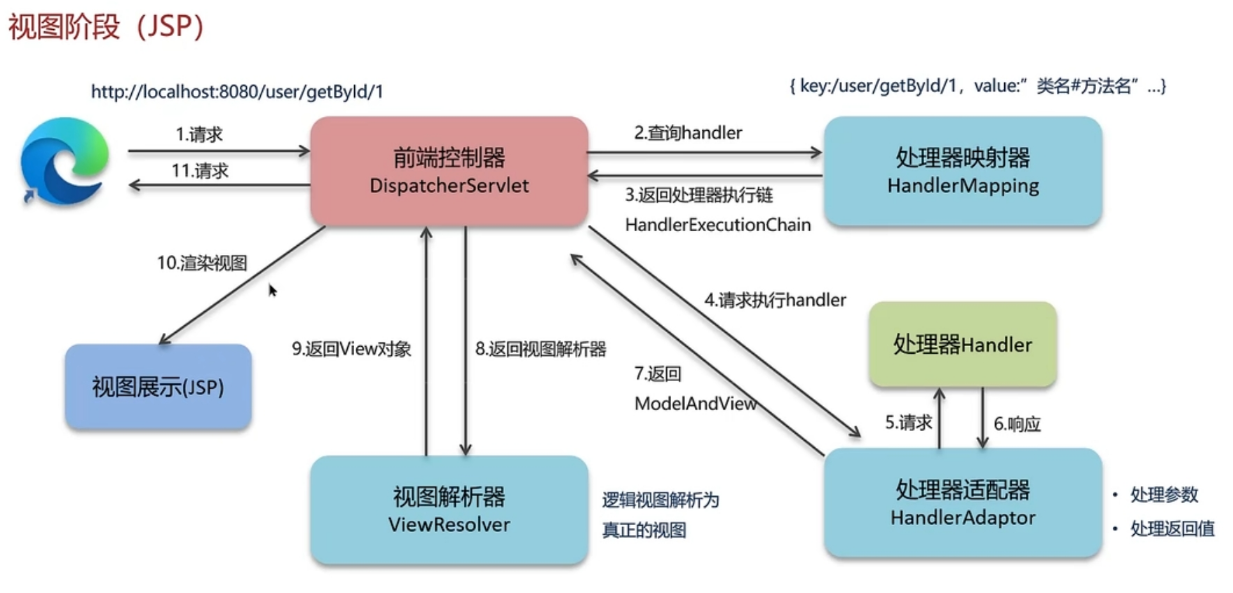 视图阶段（JSP）
http://localhost:8080/user/getById/1
{ key:/user/getById/1，value:”类名#方法名”…}
1.请求
11.请求
前端控制器
DispatcherServlet
2.查询handler
3.返回处理器执行链
HandlerExecutionChain
处理器映射器
HandlerMapping
10.渲染视图
4.请求执行handler
视图展示(JSP)
9.返回View对象
8.返回视图解析器
7.返回
ModelAndView
处理器Handler
5.请求
6.响应
视图解析器
ViewResolver
逻辑视图解析为
真正的视图
处理器适配器
HandlerAdaptor
• 处理参数
• 处理返回值